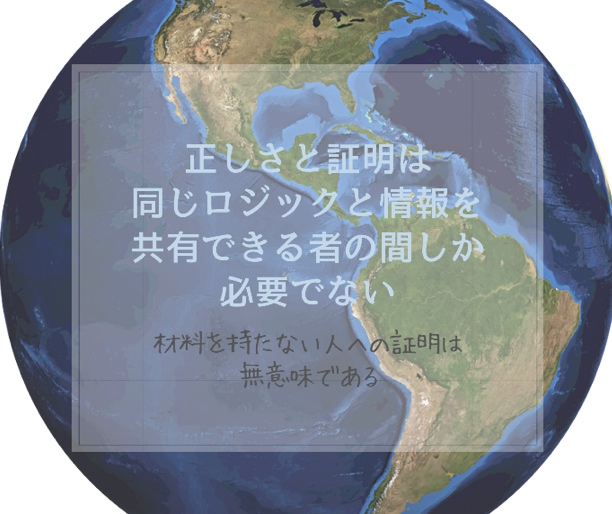 正しさと証明は
同じロジックと情報を
共有できる者の間しか
必要でない
材料を持たない人への証明は
無意味である